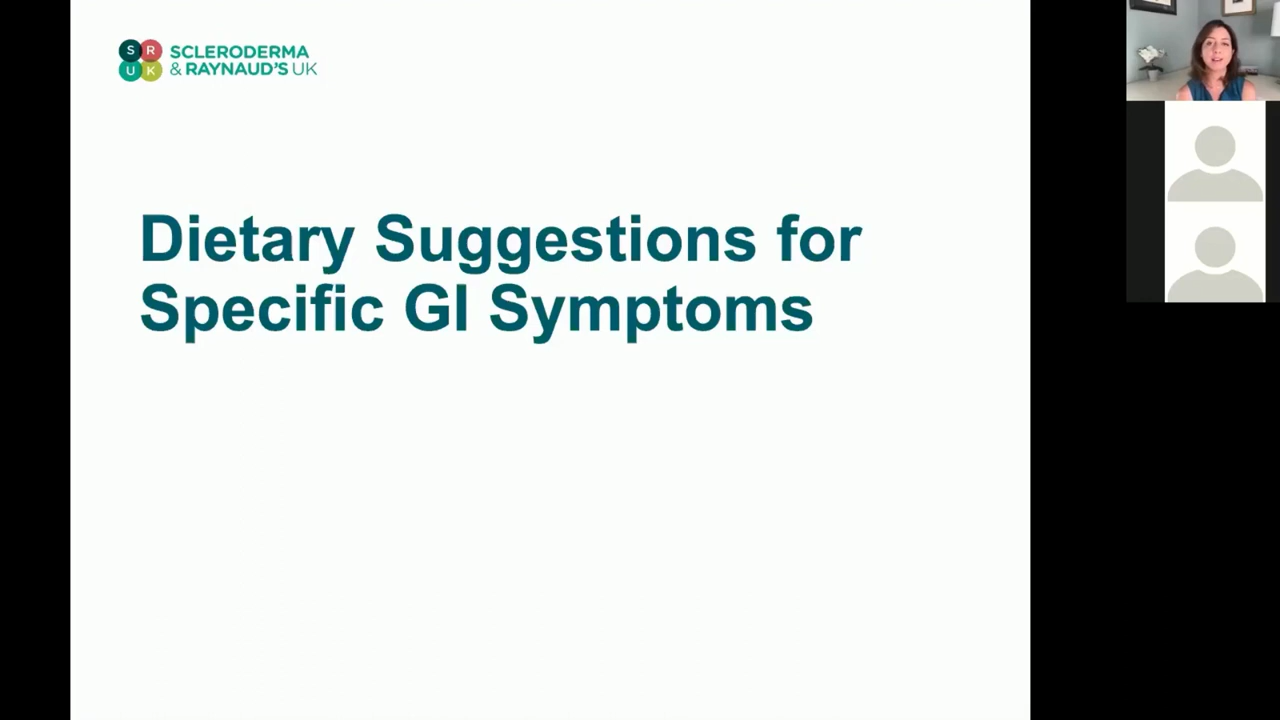 S R
U K
SCLERODERMA
& RAYNAUD'S UK
Dietary Suggestions for
Specific GI Symptoms